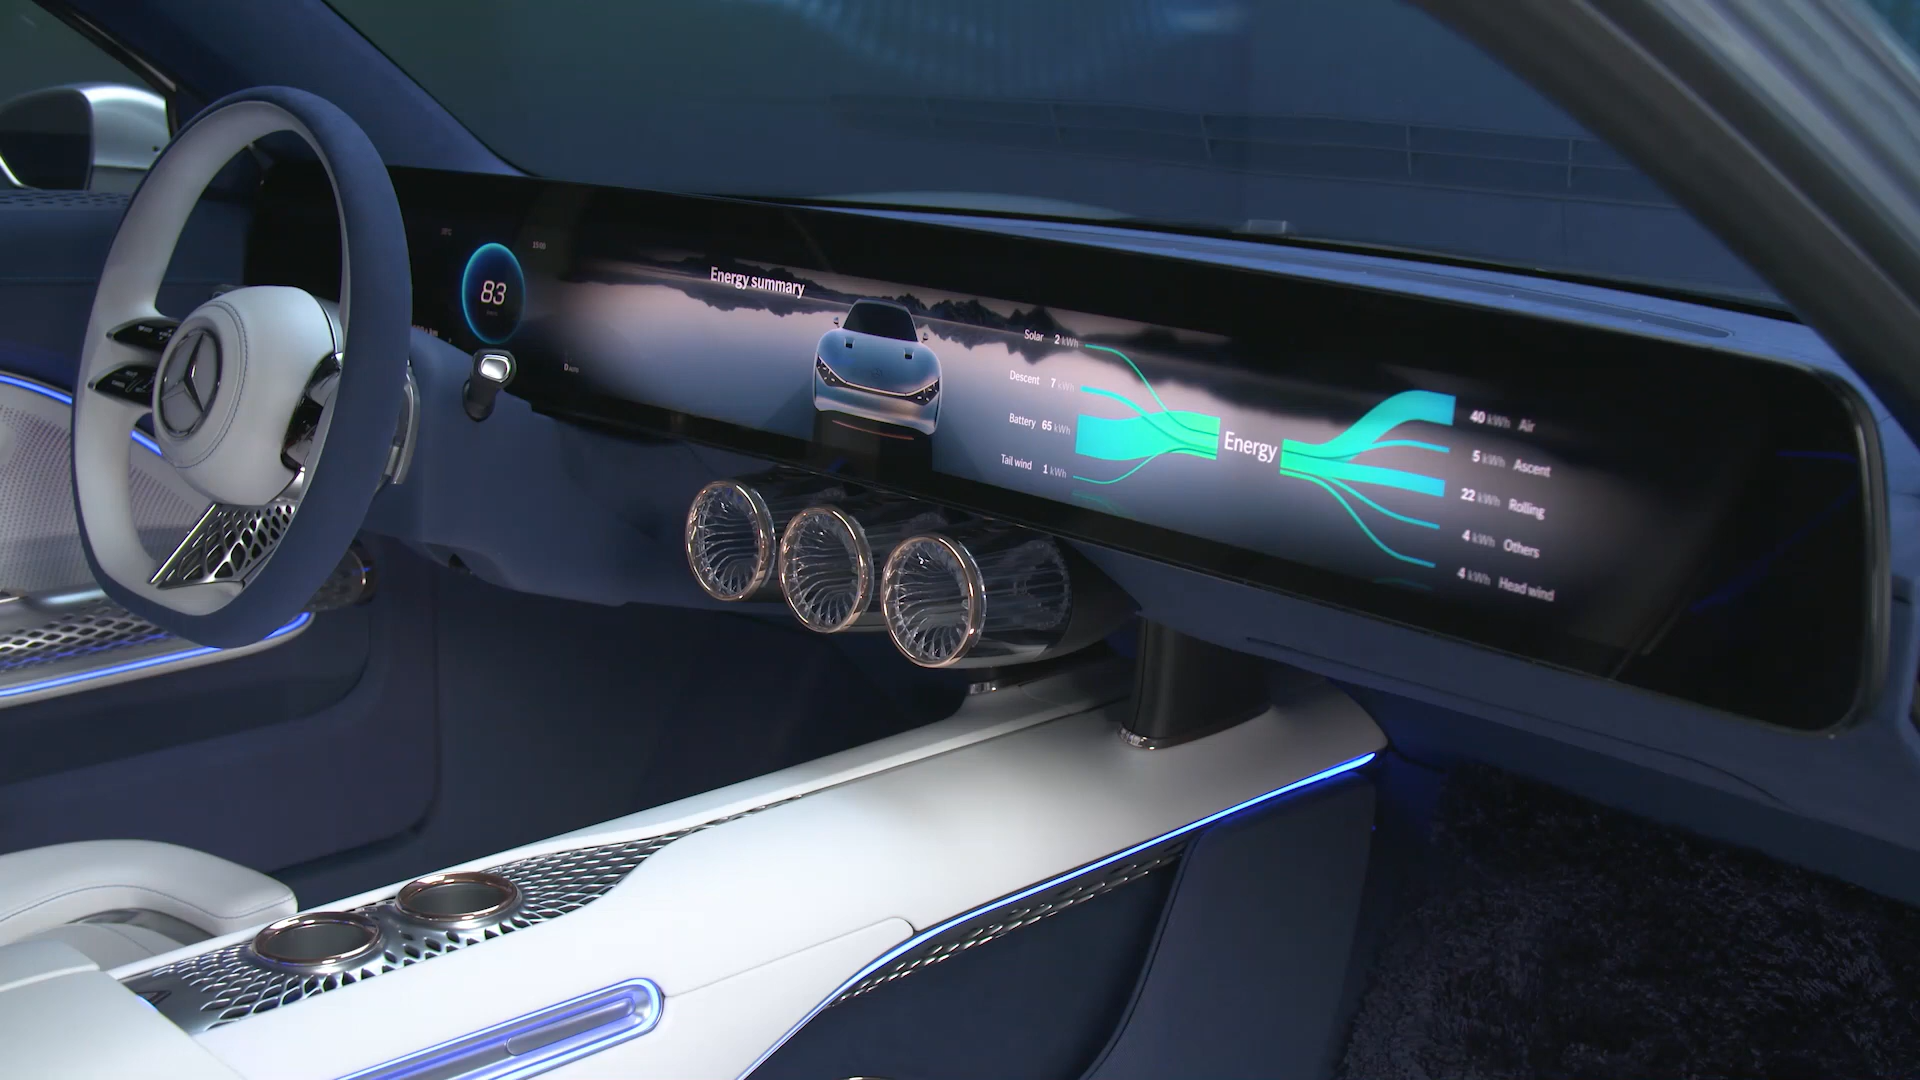 83
Energy summary
Solar 2 kWh
Descent 7 kWh
Battery 65 kWh
Tail wind 1 kWh
Energy
40 kWh Air
5 kWh Ascent
22 kWh Rolling
4 kWh Others
4 kWh Head wind